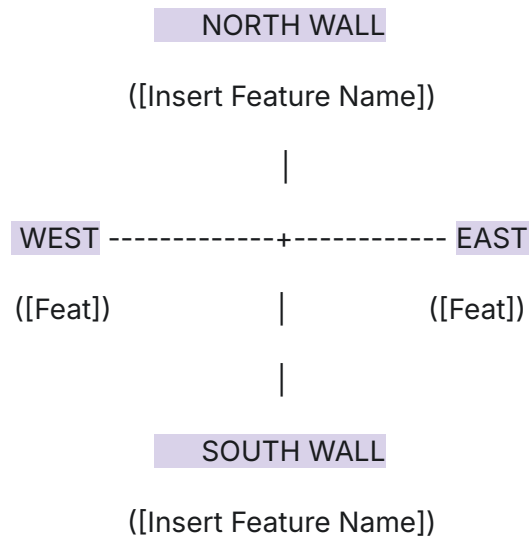 NORTH WALL
([Insert Feature Name])
|
WEST -------------+------------ EAST
([Feat]) | ([Feat])
|
SOUTH WALL
([Insert Feature Name])